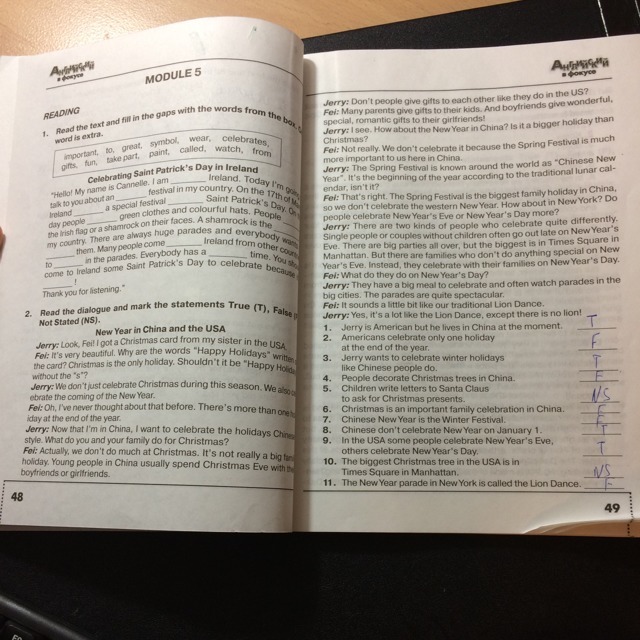 Английский
в фокусе
MODULE 5
READING
1. Read the text and fill in the gaps with the words from the box.
word is extra.
important, to, great, symbol, wear, celebrates,
gifts, fun, take part, paint, called, watch, from
Celebrating Saint Patrick's Day in Ireland
"Hello! My name is Cannelle. I am ______ Ireland. Today I'm
talk to you about an ______ festival in my country. On the 17th of
Ireland ______ a special festival ______ Saint Patrick's Day.
day people ______ green clothes and colourful hats. People
the Irish flag or a shamrock on their faces. A shamrock is the
my country. There are always huge parades and everybody
to ______ them. Many people come ______ Ireland from other
to ______ in the parades. Everybody has a ______ time. You
come to Ireland some Saint Patrick's Day to celebrate because
______!
Thank you for listening."
2. Read the dialogue and mark the statements True (T), False
Not Stated (NS).
New Year in China and the USA
Jerry: Look, Fei! I got a Christmas card from my sister in the USA.
Fei: It's very beautiful. Why are the words "Happy Holidays" written
the card? Christmas is the only holiday. Shouldn't it be "Happy
without the "s"?
Jerry: We don't just celebrate Christmas during this season. We also
ebrate the coming of the New Year.
Fei: Oh, I've never thought about that before. There's more than one
iday at the end of the year.
Jerry: Now that I'm in China, I want to celebrate the holidays
style. What do you and your family do for Christmas?
Fei: Actually, we don't do much at Christmas. It's not really a big
holiday. Young people in China usually spend Christmas Eve with
boyfriends or girlfriends.
48
Английский
в фокусе
Jerry: Don't people give gifts to each other like they do in the US?
Fei: Many parents give gifts to their kids. And boyfriends give wonderful,
special, romantic gifts to their girlfriends!
Jerry: I see. How about the New Year in China? Is it a bigger holiday than
Christmas?
Fei: Not really. We don't celebrate it because the Spring Festival is much
more important to us here in China.
Jerry: The Spring Festival is known around the world as "Chinese New
Year". It's the beginning of the year according to the traditional lunar cal-
endar, isn't it?
Fei: That's right. The Spring Festival is the biggest family holiday in China,
so we don't celebrate the western New Year. How about in New York? Do
people celebrate New Year's Eve or New Year's Day more?
Jerry: There are two kinds of people who celebrate quite differently.
Single people or couples without children often go out late on New Year's
Eve. There are big parties all over, but the biggest is in Times Square in
Manhattan. But there are families who don't do anything special on New
Year's Eve. Instead, they celebrate with their families on New Year's Day.
Fei: What do they do on New Year's Day?
Jerry: They have a big meal to celebrate and often watch parades in the
big cities. The parades are quite spectacular.
Fei: It sounds a little bit like our traditional Lion Dance.
Jerry: Yes, it's a lot like the Lion Dance, except there is no lion!
1. Jerry is American but he lives in China at the moment. T
2. Americans celebrate only one holiday
at the end of the year. F
3. Jerry wants to celebrate winter holidays
like Chinese people do. T
4. People decorate Christmas trees in China. F
5. Children write letters to Santa Claus
to ask for Christmas presents. NS
6. Christmas is an important family celebration in China. F
7. Chinese New Year is the Winter Festival. F
8. Chinese don't celebrate New Year on January 1. T
9. In the USA some people celebrate New Year's Eve,
others celebrate New Year's Day. T
10. The biggest Christmas tree in the USA is in
Times Square in Manhattan. NS
11. The New Year parade in New York is called the Lion Dance. F
49